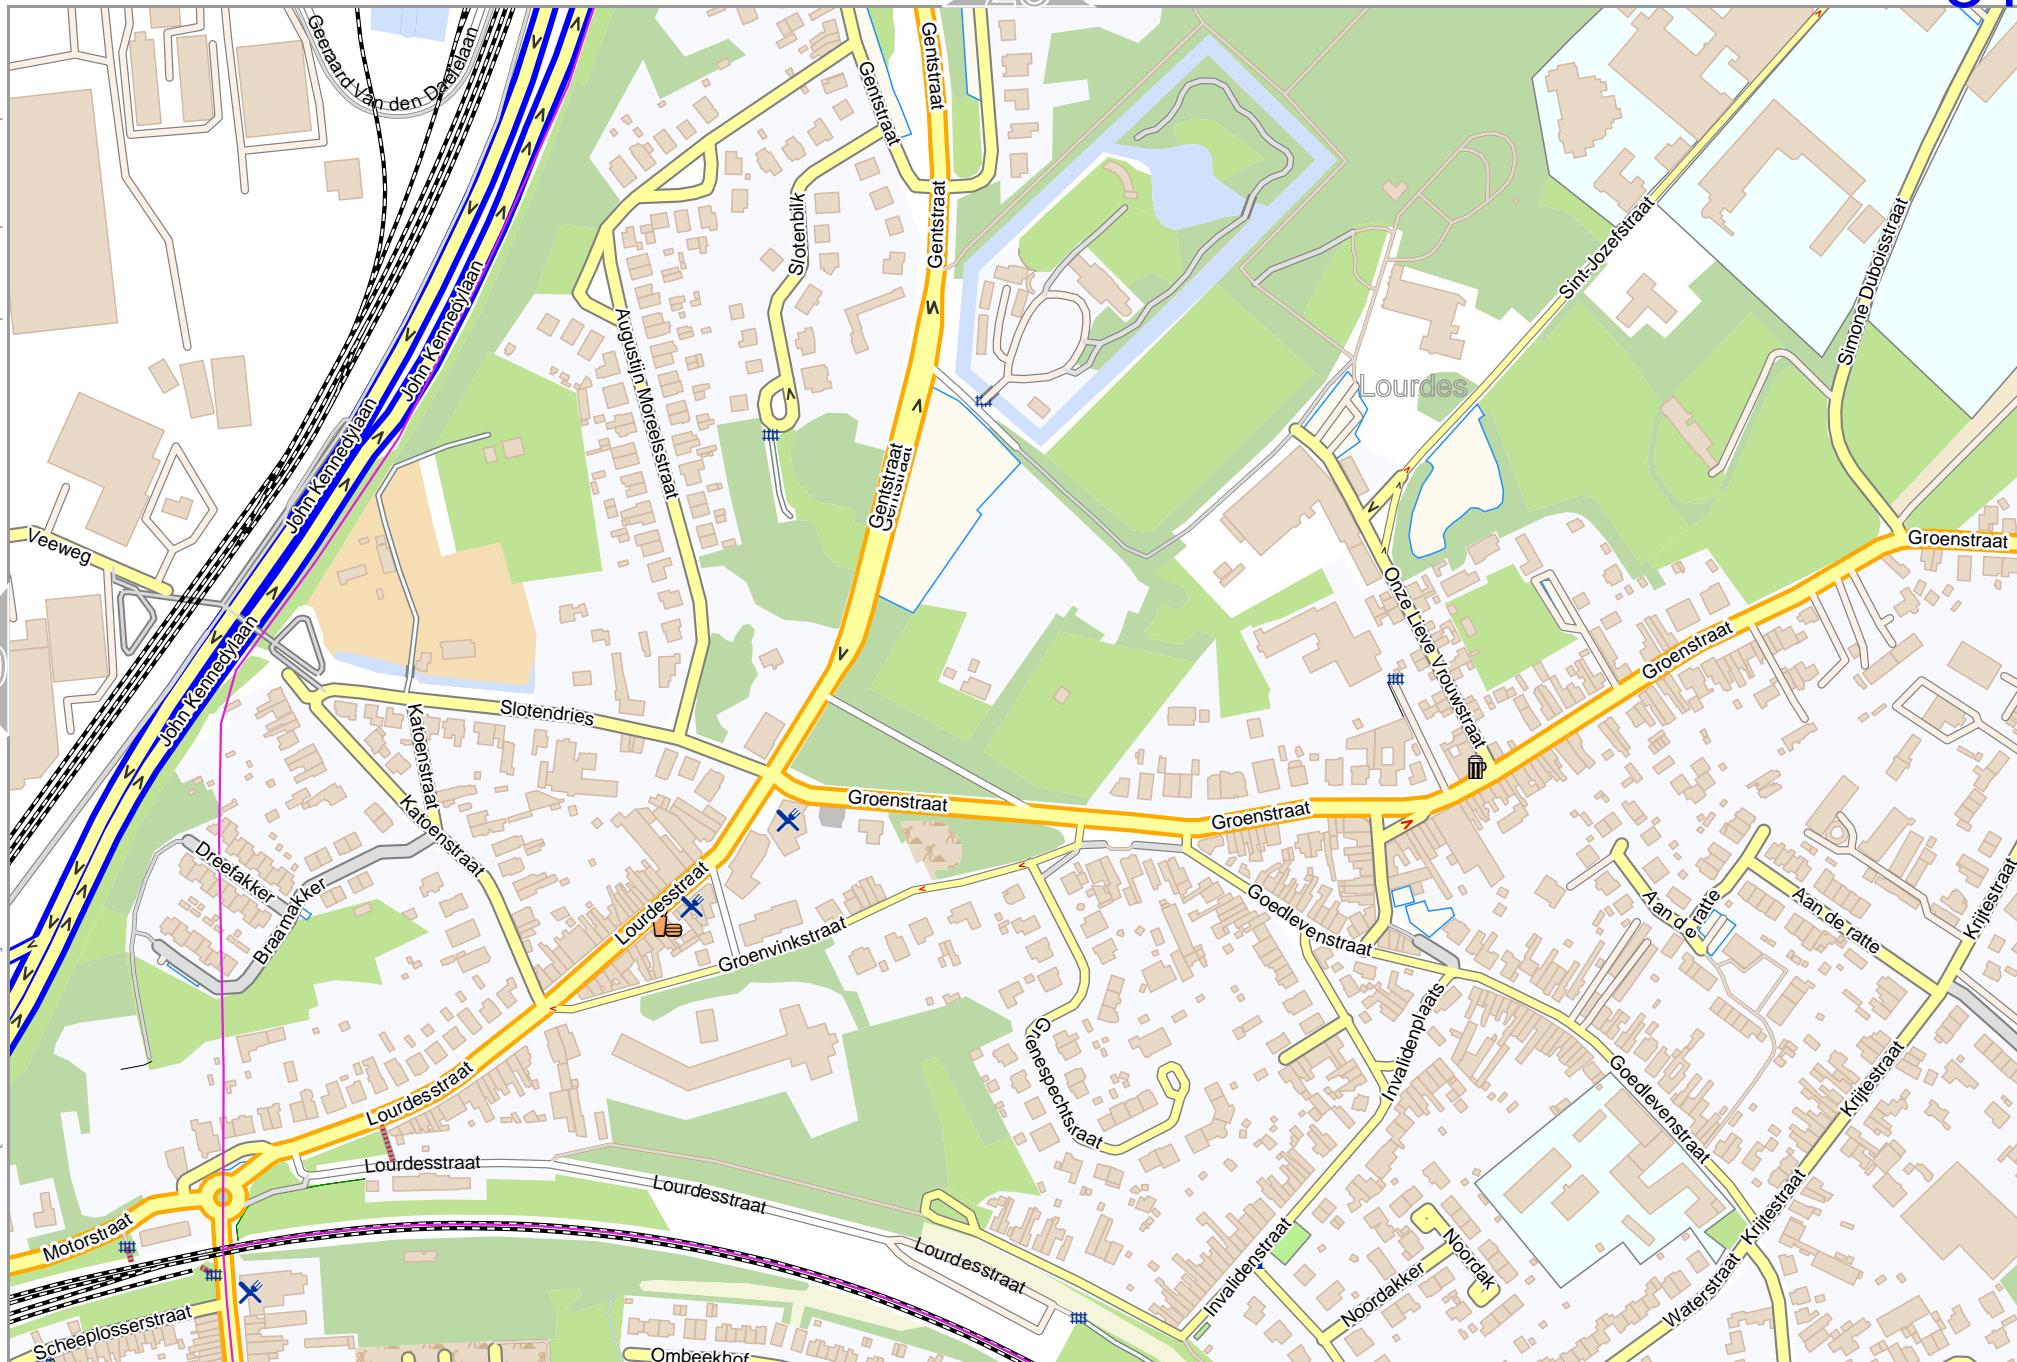 Geeraard Van den Daelelaan
Gentstraat
Gentstraat
Gentstraat
Slotenbilk
Sint-Jozefstraat
Simone Duboisstraat
John Kennedylaan
John Kennedylaan
Augustijn Moreelsstraat
Lourdes
Gentstraat
Gentstraat
Veeweg
Groenstraat
John Kennedylaan
Onze Lieve Vrouwstraat
Groenstraat
Slotendries
Katoenstraat
Katoenstraat
Groenstraat
Groenstraat
Dreefakker
Braamakker
Lourdesstraat
Groenvinkstraat
Goedlevenstraat
Aan de ratte
Aan de ratte
Krijtestraat
Invalidenplaats
Groenespechtstraat
Goedlevenstraat
Krijtestraat
Lourdesstraat
Lourdesstraat
Lourdesstraat
Motorstraat
Lourdesstraat
Invalidenstraat
Noordakker
Noordak
Krijtestraat
Waterstraat
Scheeplosserstraat
Ombeekhof